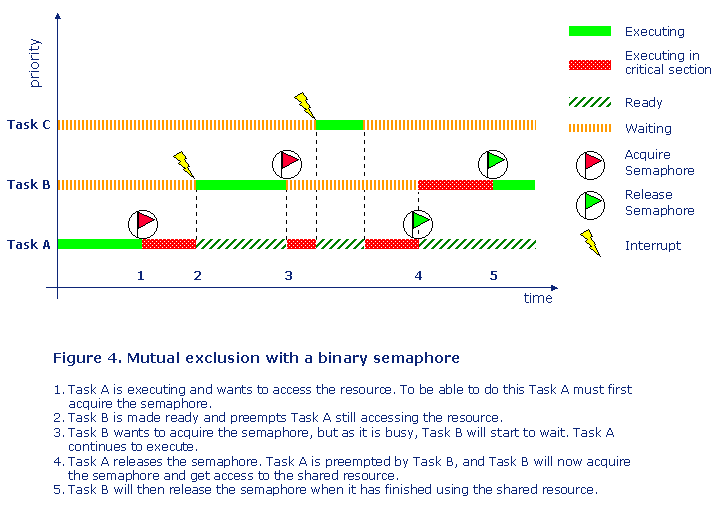 priority
Task C
Task B
Task A
1 2 3 4 5
time
Executing
Executing in
critical section
Ready
Waiting
Acquire
Semaphore
Release
Semaphore
Interrupt
Figure 4. Mutual exclusion with a binary semaphore
1. Task A is executing and wants to access the resource. To be able to do this Task A must first
acquire the semaphore.
2. Task B is made ready and preempts Task A still accessing the resource.
3. Task B wants to acquire the semaphore, but as it is busy, Task B will start to wait. Task A
continues to execute.
4. Task A releases the semaphore. Task A is preempted by Task B, and Task B will now acquire
the semaphore and get access to the shared resource.
5. Task B will then release the semaphore when it has finished using the shared resource.